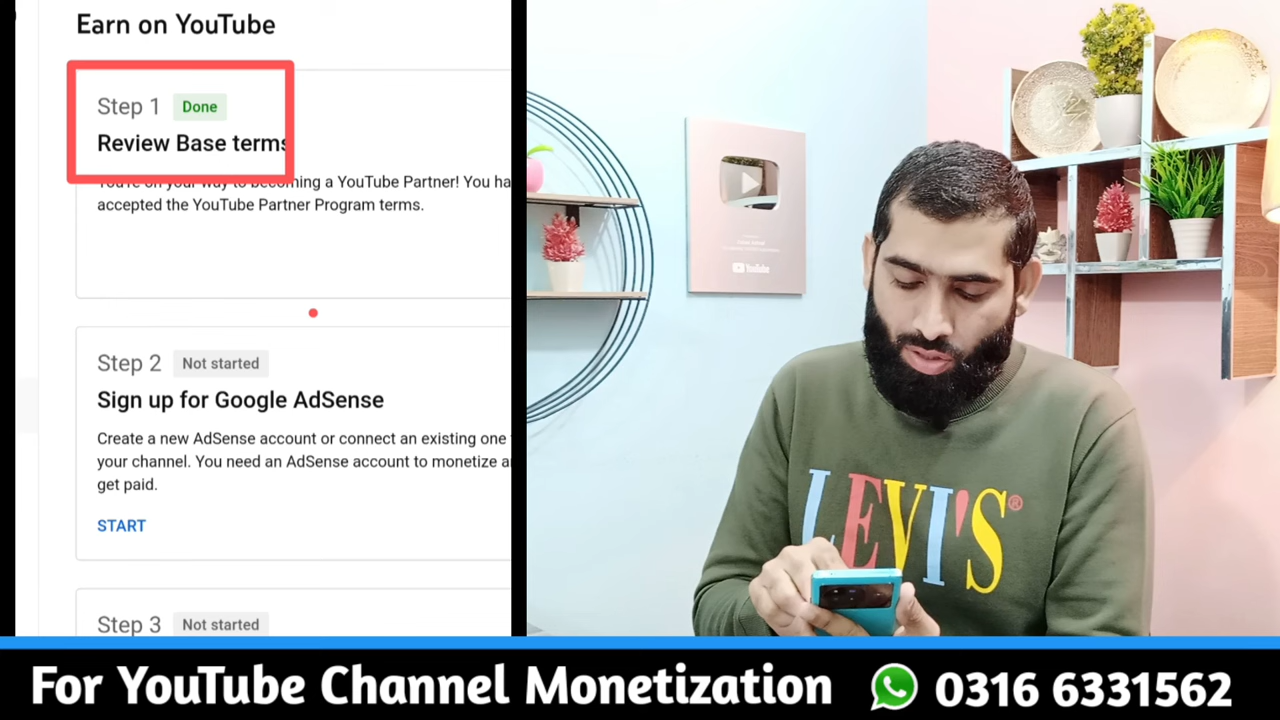 Earn on YouTube
Step 1 Done
Review Base terms
You're on your way to becoming a YouTube Partner! You ha
accepted the YouTube Partner Program terms.
Step 2 Not started
Sign up for Google AdSense
Create a new AdSense account or connect an existing one
your channel. You need an AdSense account to monetize a
get paid.
START
Step 3 Not started
YouTube
LEVI'S®
For YouTube Channel Monetization 0316 6331562